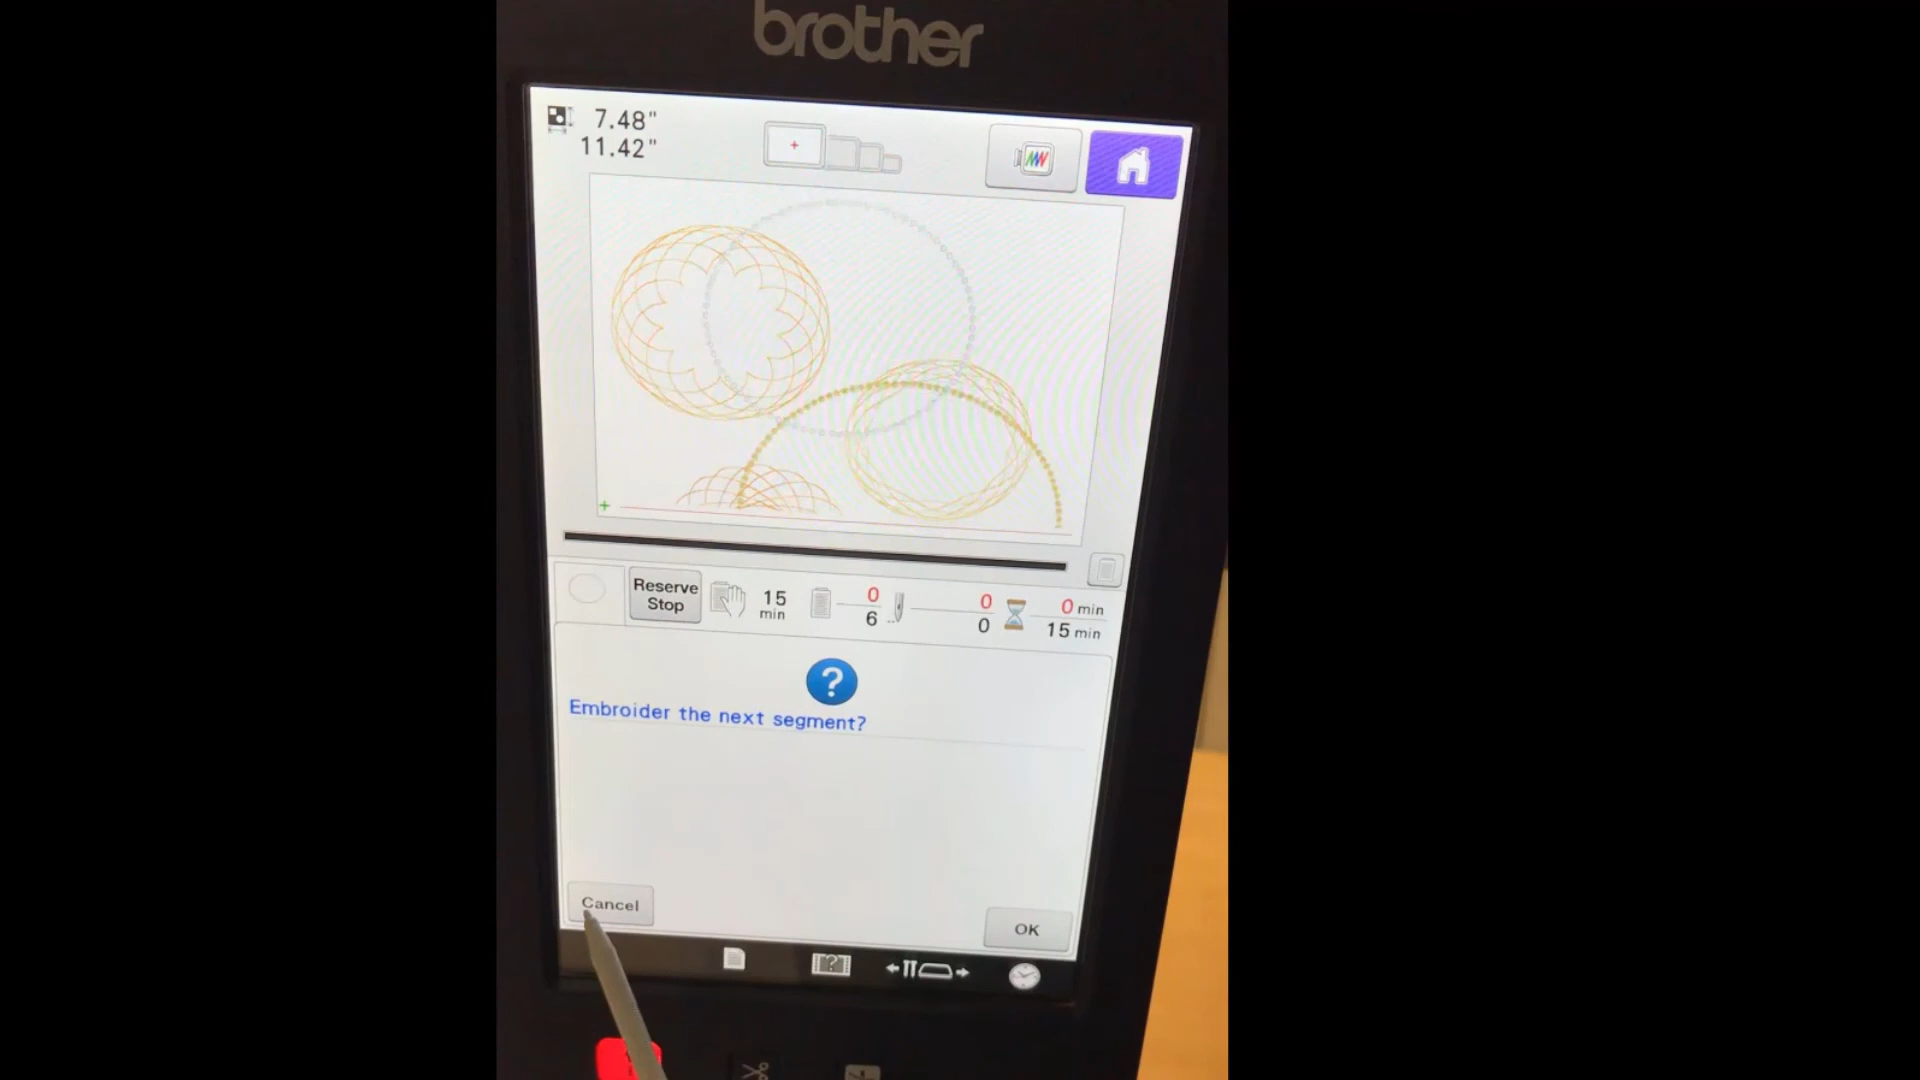 brother
7.48"
11.42"
Reserve
Stop
15
min
0
6
0
0
0 min
15 min
Embroider the next segment?
Cancel
OK